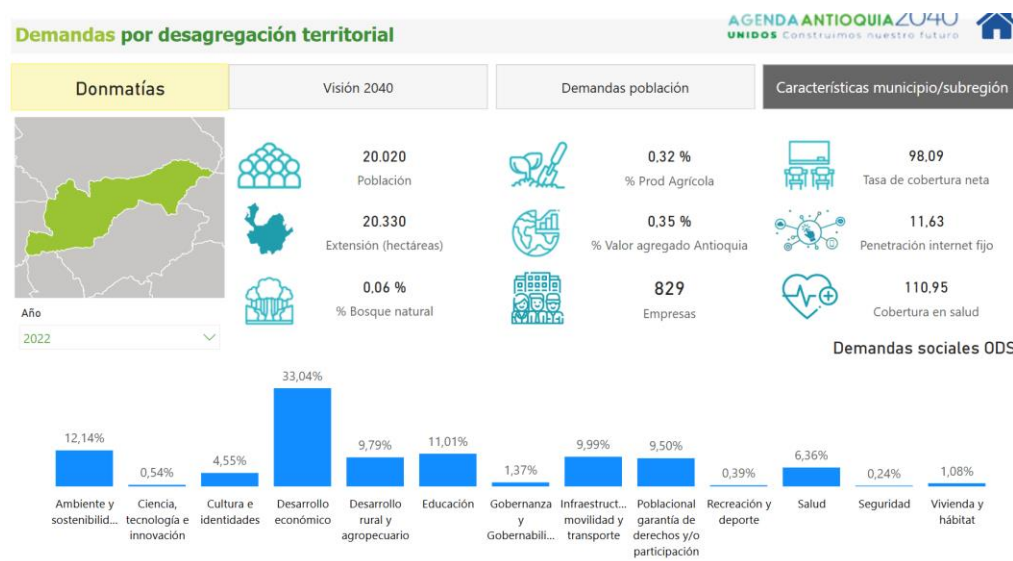 Demandas por desagregación territorial
AGENDA ANTIOQUIA 2040
UNIDOS Construimos nuestro futuro
Donmatías
Visión 2040
Demandas población
Características municipio/subregión
20.020
Población
0,32 %
% Prod Agrícola
98,09
Tasa de cobertura neta
20.330
Extensión (hectáreas)
0,35 %
% Valor agregado Antioquia
11,63
Penetración internet fijo
0,06 %
% Bosque natural
829
Empresas
110,95
Cobertura en salud
Año
2022
Demandas sociales ODS
12,14%
0,54%
4,55%
33,04%
9,79%
11,01%
1,37%
9,99%
9,50%
0,39%
6,36%
0,24%
1,08%
Ambiente y
sostenibilid...
Ciencia,
tecnología e
innovación
Cultura e
identidades
Desarrollo
económico
Desarrollo
rural y
agropecuario
Educación
Gobernanza
y
Gobernabili...
Infraestruct...
movilidad y
transporte
Poblacional
garantía de
derechos y/o
participación
Recreación y
deporte
Salud
Seguridad
Vivienda y
hábitat